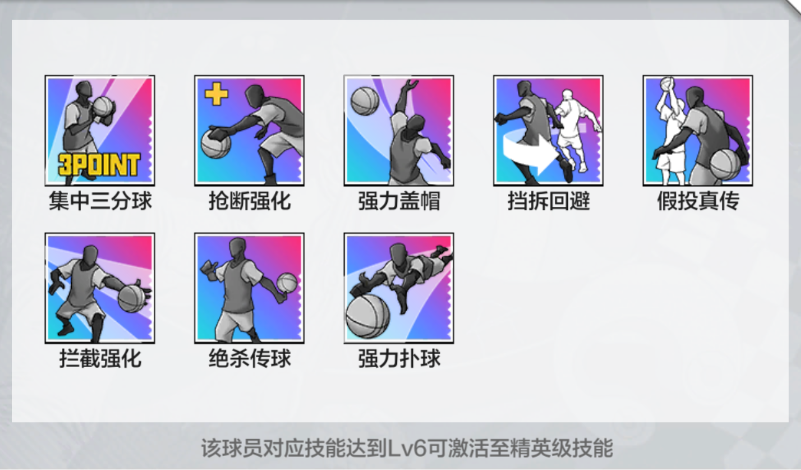 3POINT
集中三分球
抢断强化
强力盖帽
挡拆回避
假投真传
拦截强化
绝杀传球
强力扑球
该球员对应技能达到Lv6可激活至精英级技能